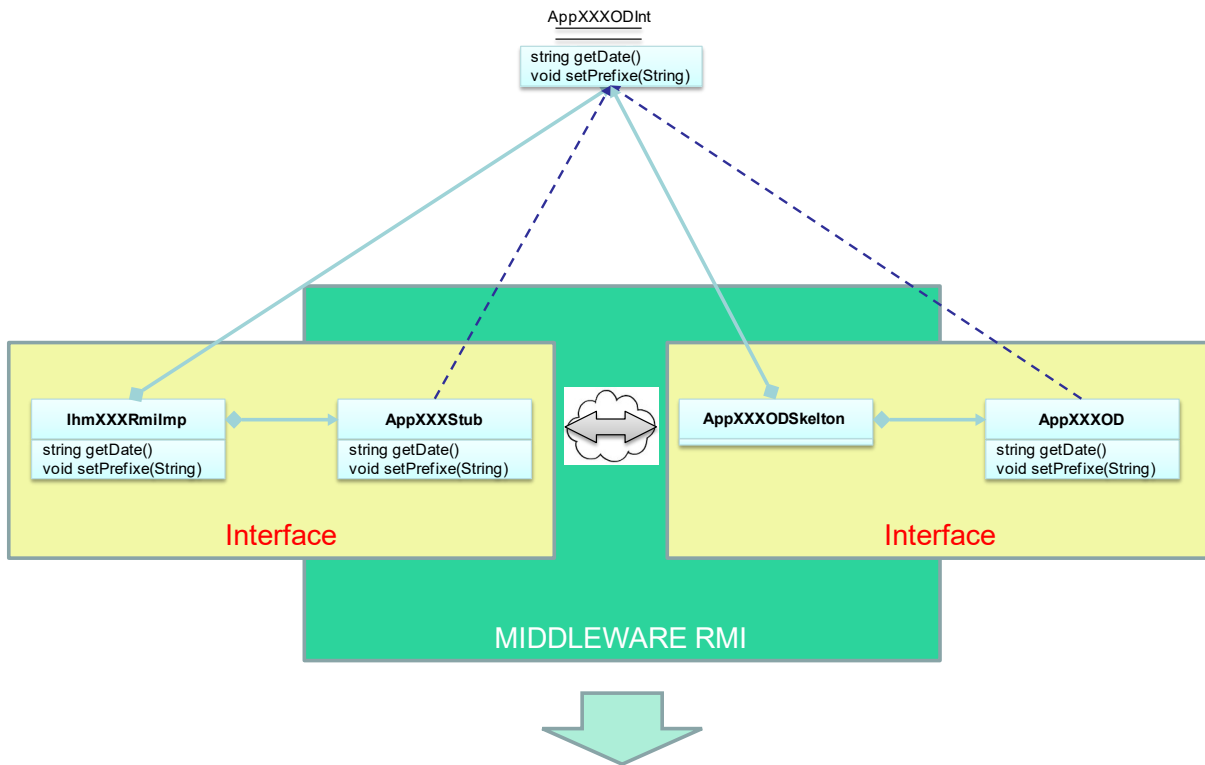 AppXXXODInt
string getDate()
void setPrefixe(String)
IhmXXXRmiImp
string getDate()
void setPrefixe(String)
AppXXXStub
string getDate()
void setPrefixe(String)
AppXXXODSkelton
AppXXXOD
string getDate()
void setPrefixe(String)
Interface
Interface
MIDDLEWARE RMI